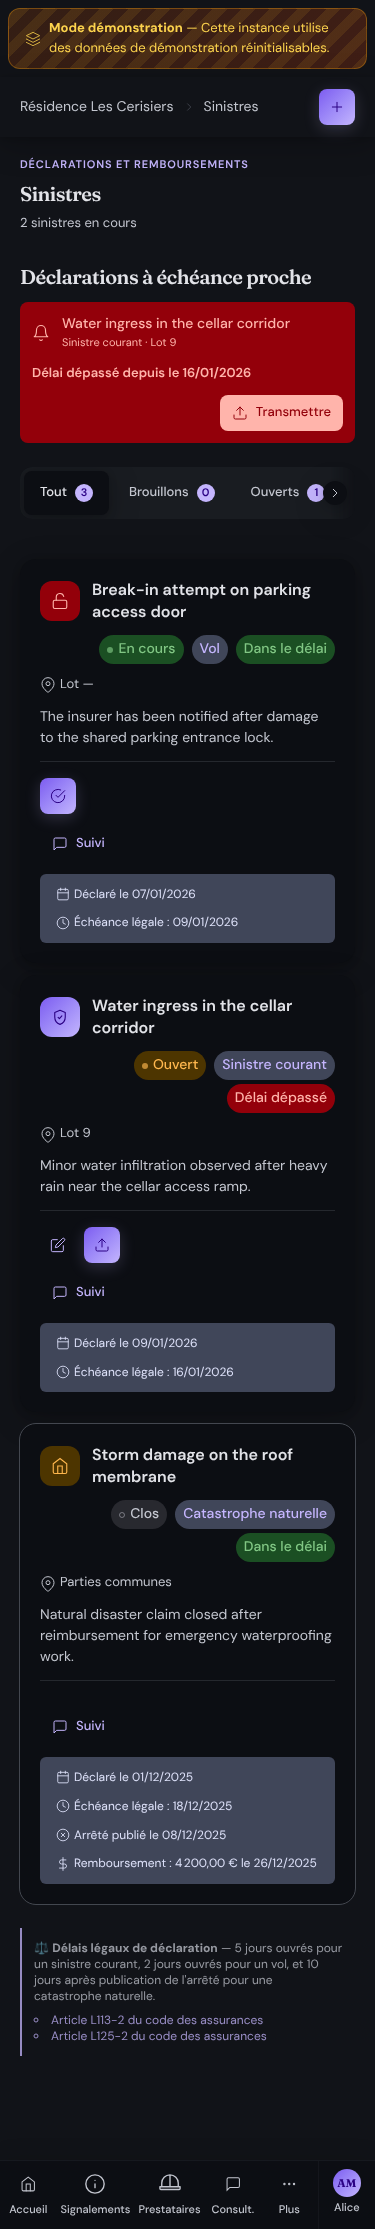 Mode démonstration — Cette instance utilise
des données de démonstration réinitialisables.
Résidence Les Cerisiers
Sinistres
DÉCLARATIONS ET REMBOURSEMENTS
Sinistres
2 sinistres en cours
Déclarations à échéance proche
Water ingress in the cellar corridor
Sinistre courant · Lot 9
Délai dépassé depuis le 16/01/2026
Transmettre
Tout 3 Brouillons 0 Ouverts 1
Break-in attempt on parking
access door
En cours Vol Dans le délai
Lot —
The insurer has been notified after damage
to the shared parking entrance lock.
Suivi
Déclaré le 07/01/2026
Échéance légale : 09/01/2026
Water ingress in the cellar
corridor
Ouvert Sinistre courant
Délai dépassé
Lot 9
Minor water infiltration observed after heavy
rain near the cellar access ramp.
Suivi
Déclaré le 09/01/2026
Échéance légale : 16/01/2026
Storm damage on the roof
membrane
Clos Catastrophe naturelle
Dans le délai
Parties communes
Natural disaster claim closed after
reimbursement for emergency waterproofing
work.
Suivi
Déclaré le 01/12/2025
Échéance légale : 18/12/2025
Arrêté publié le 08/12/2025
Remboursement : 4 200,00 € le 26/12/2025
⚖️ Délais légaux de déclaration — 5 jours ouvrés pour
un sinistre courant, 2 jours ouvrés pour un vol, et 10
jours après publication de l'arrêté pour une
catastrophe naturelle.
Article L113-2 du code des assurances
Article L125-2 du code des assurances
AM
Accueil Signalements Prestataires Consult. Plus Alice